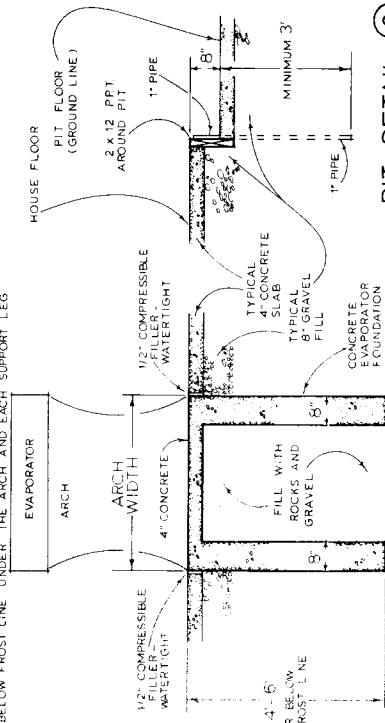 BELOW FROST LINE UNDER THE ARCH AND EACH SUPPORT LEG
EVAPORATOR
ARCH
ARCH
WIDTH
1/2" COMPRESSIBLE
FILLER -
WATERTIGHT
4" CONCRETE
1/2" COMPRESSIBLE
FILLER -
WATERTIGHT
FILL WITH
ROCKS AND
GRAVEL
8"
8"
4' - 6'
R BELOW
ROST LINE
TYPICAL
4" CONCRETE
SLAB
TYPICAL
8" GRAVEL
FILL
CONCRETE
EVAPORATOR
FOUNDATION
HOUSE FLOOR
PIT FLOOR
(GROUND LINE)
2 x 12 P.P.T.
AROUND PIT
1" PIPE
8"
MINIMUM 3'
1" PIPE
PIT DETAIL